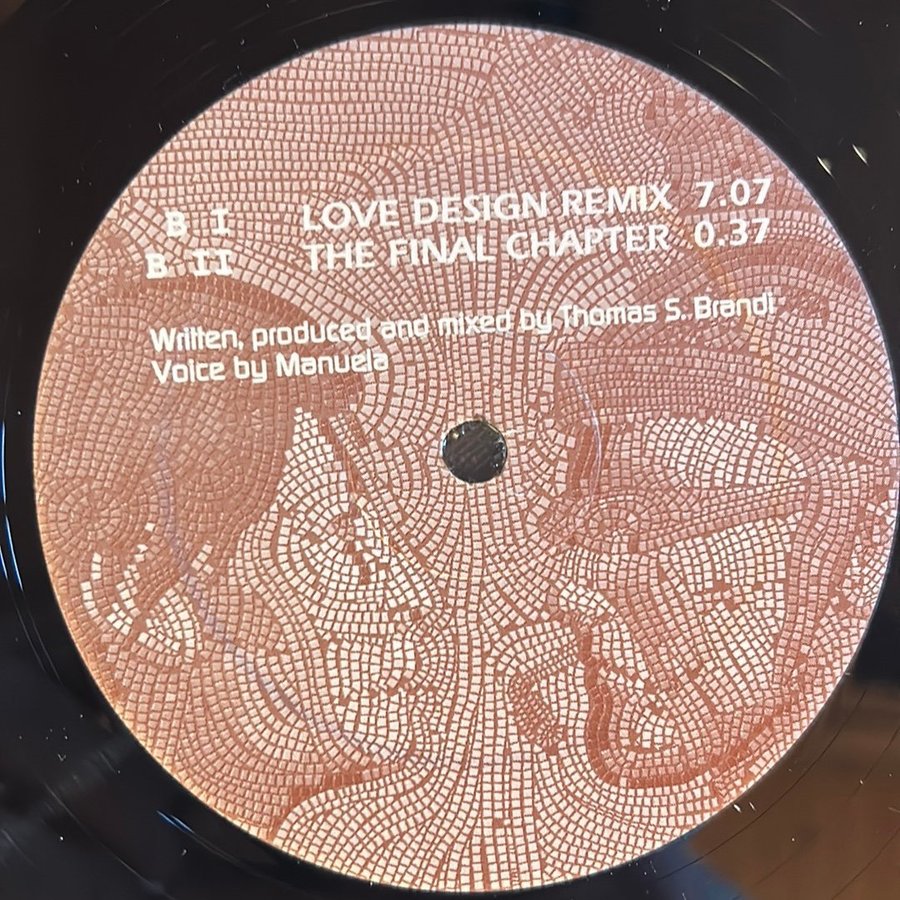 B I LOVE DESIGN REMIX 7.07
B II THE FINAL CHAPTER 0.37
Written, produced and mixed by Thomas S. Brandt
Voice by Manuela